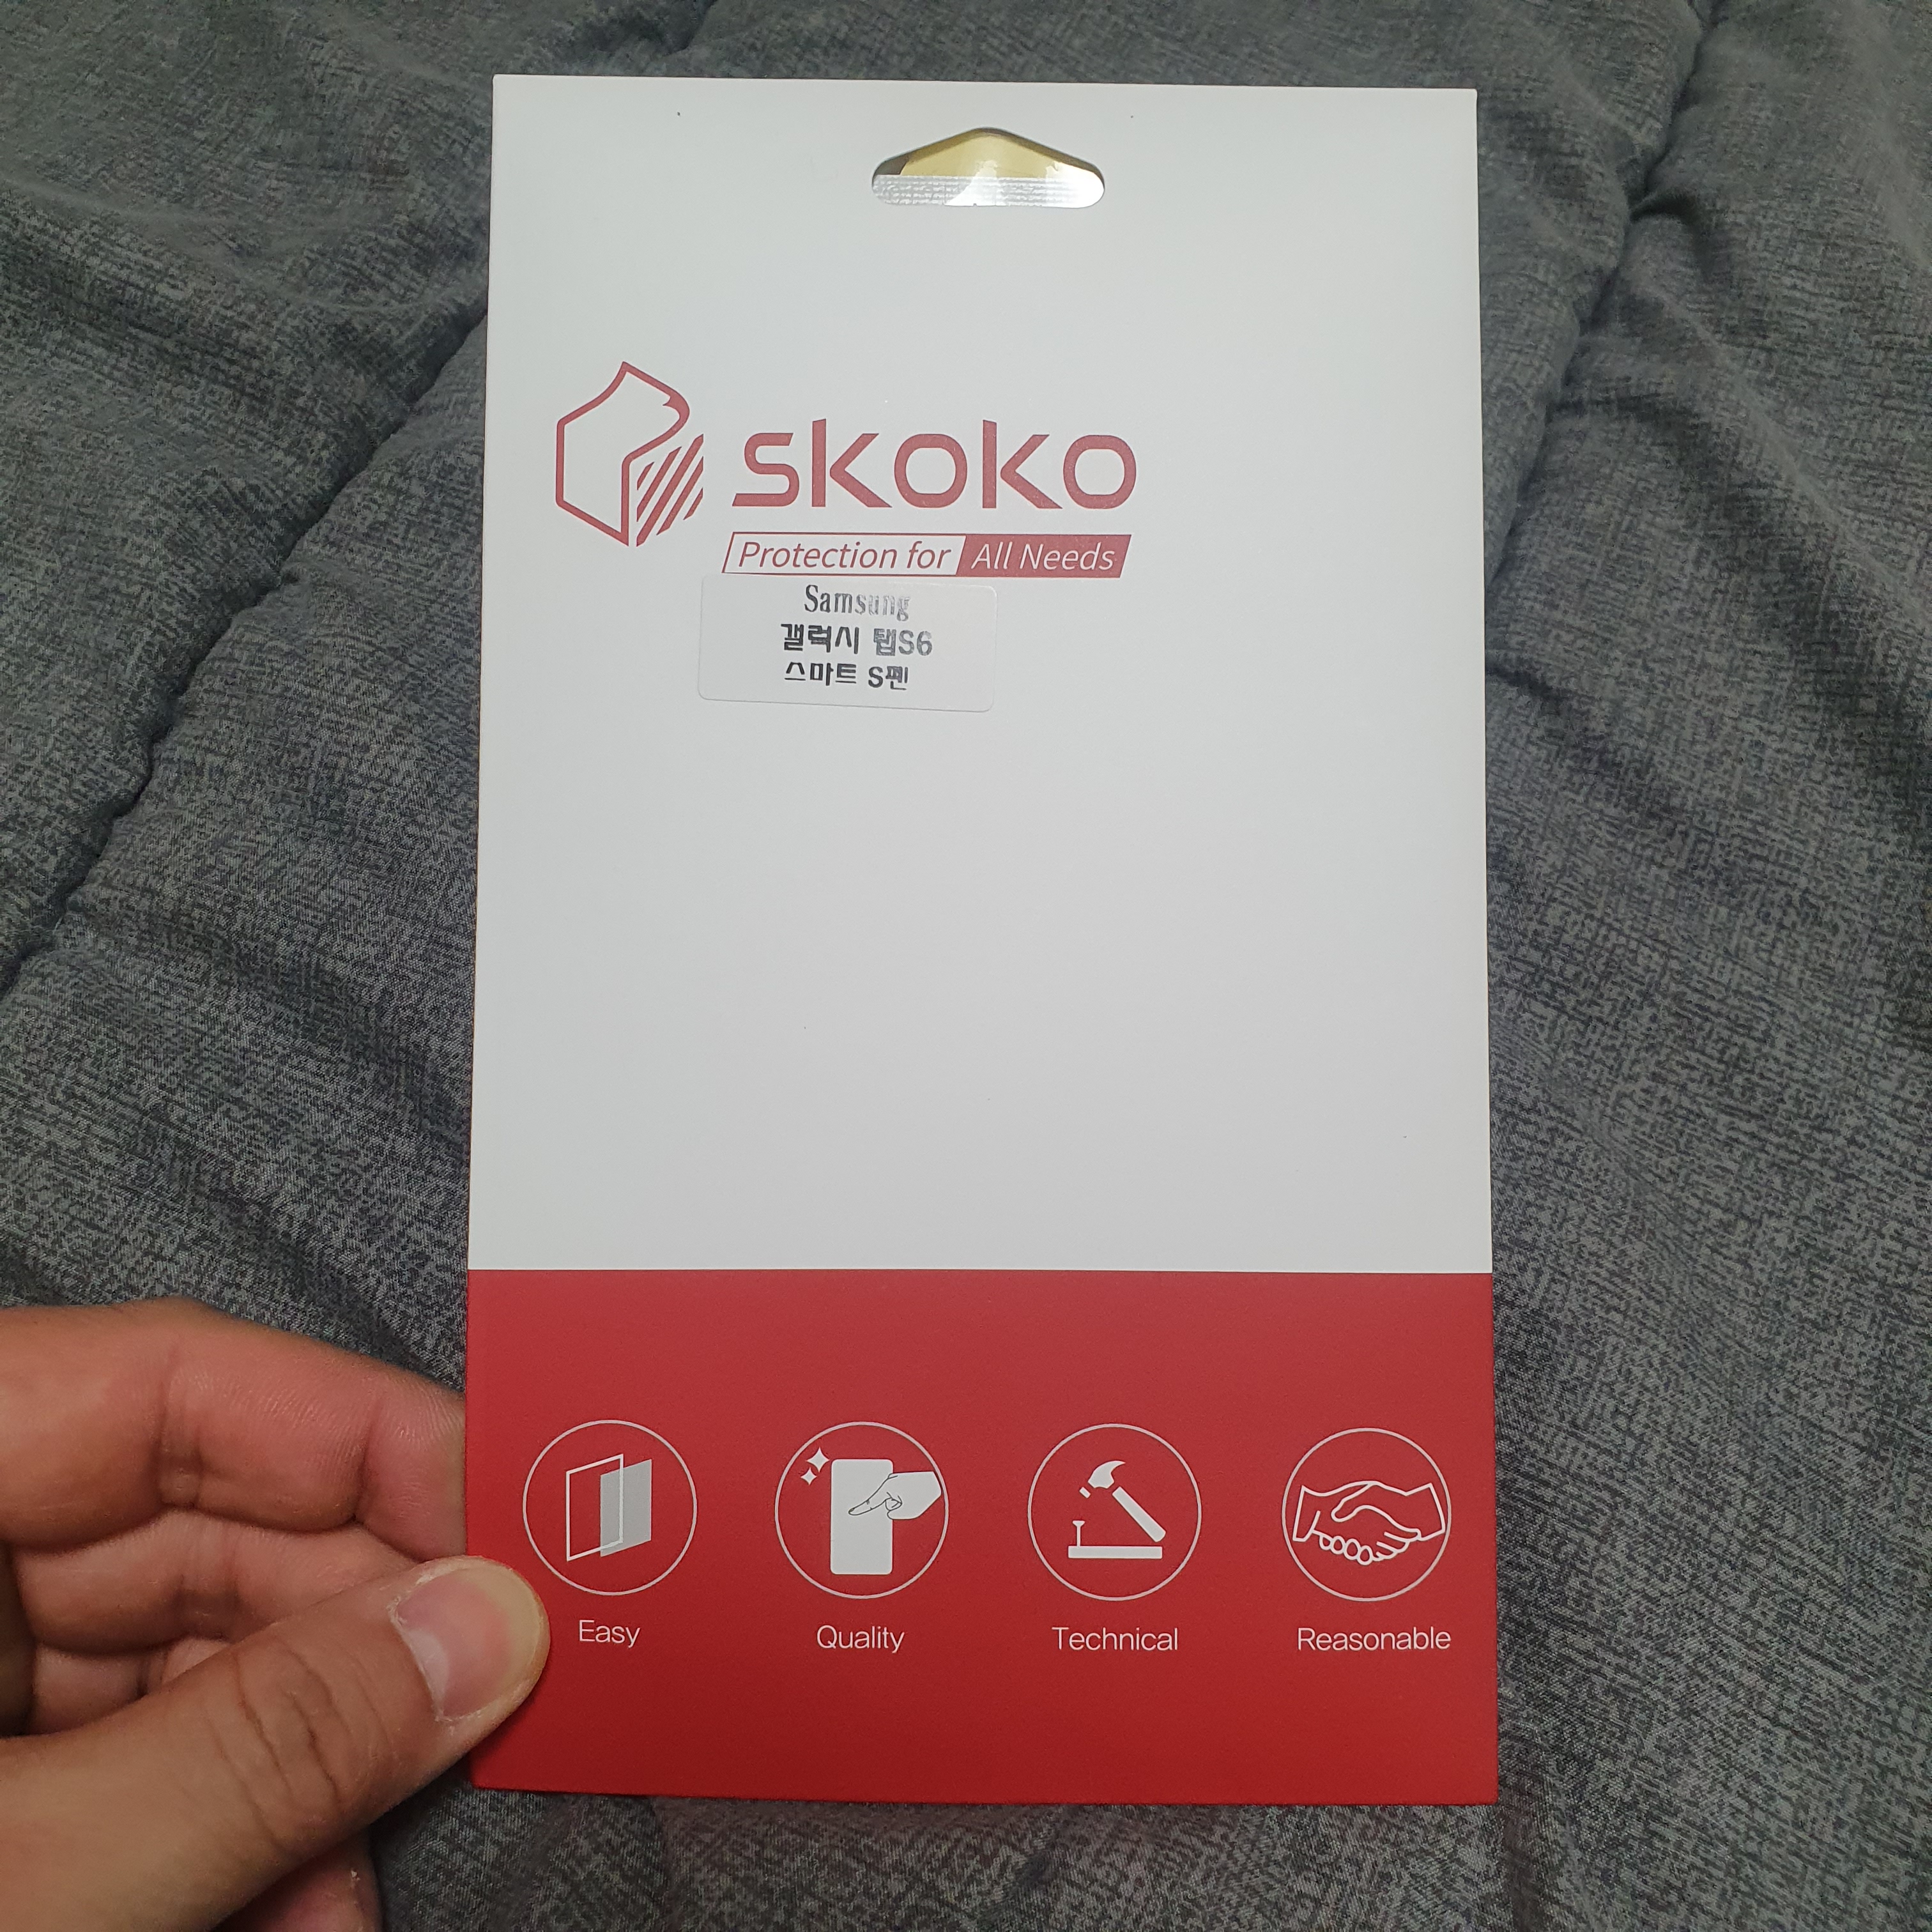 SKOKO
Protection for All Needs
Samsung
갤럭시 탭S6
스마트 S펜
Easy
Quality
Technical
Reasonable